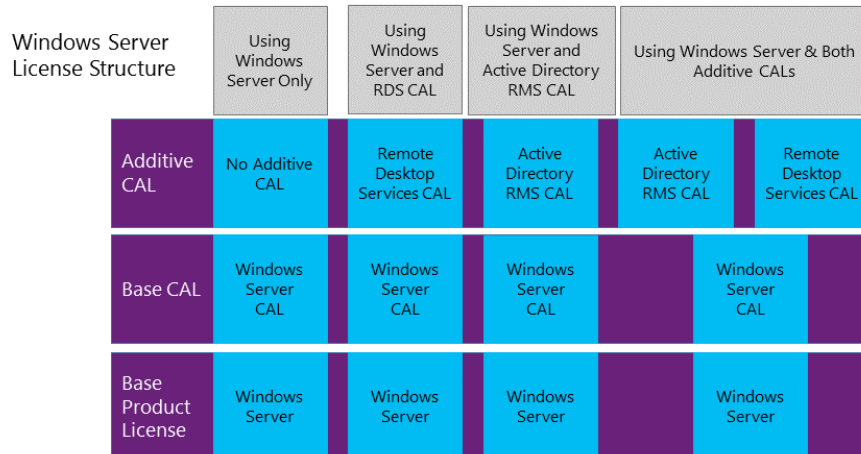 Windows Server
License Structure
Using
Windows
Server Only
Using
Windows
Server and
RDS CAL
Using Windows
Server and
Active Directory
RMS CAL
Using Windows Server & Both
Additive CALs
Additive
CAL
No Additive
CAL
Remote
Desktop
Services CAL
Active
Directory
RMS CAL
Active
Directory
RMS CAL
Remote
Desktop
Services CAL
Base CAL
Windows
Server
CAL
Windows
Server
CAL
Windows
Server
CAL
Windows
Server
CAL
Base
Product
License
Windows
Server
Windows
Server
Windows
Server
Windows
Server